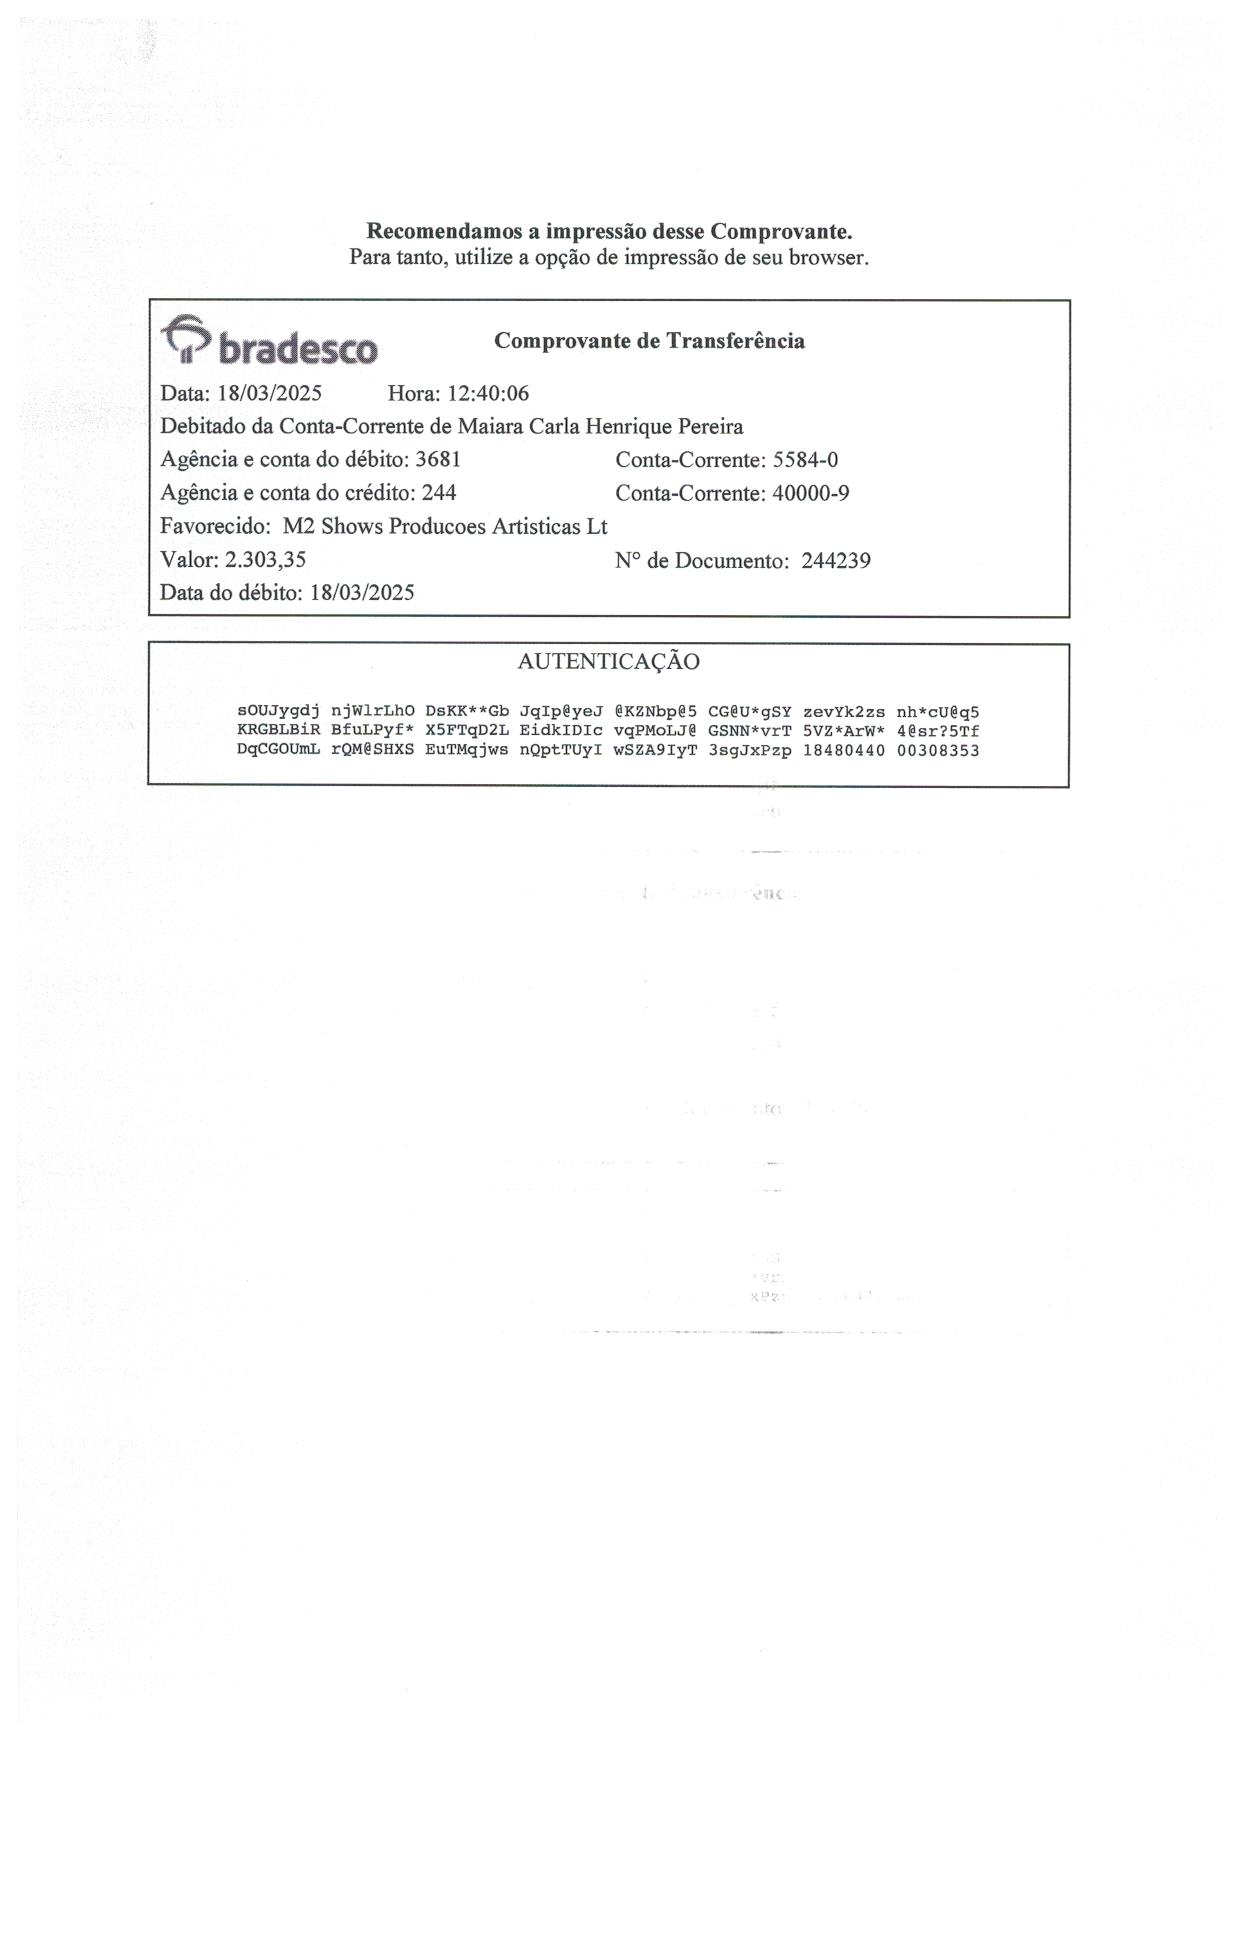 Recomendamos a impressão desse Comprovante.
Para tanto, utilize a opção de impressão de seu browser.
bradesco
Comprovante de Transferência
Data: 18/03/2025 Hora: 12:40:06
Debitado da Conta-Corrente de Maiara Carla Henrique Pereira
Agência e conta do débito: 3681 Conta-Corrente: 5584-0
Agência e conta do crédito: 244 Conta-Corrente: 40000-9
Favorecido: M2 Shows Producoes Artisticas Lt
Valor: 2.303,35 N° de Documento: 244239
Data do débito: 18/03/2025
AUTENTICAÇÃO
sOUJygdj njWlrLhO DsKK**Gb JqIp@yeJ @KZNbp@5 CG@U*gSY zevYk2zs nh*cU@q5
KRGBLBiR BfuLPyf* X5FTqD2L EidkIDIc vqPMoLJ@ GSNN*vrT 5VZ*ArW* 4@sr?5Tf
DqCGOUmL rQM@SHXS EuTMqjws nQptTUyI wSZA9IyT 3sgJxPzp 18480440 00308353